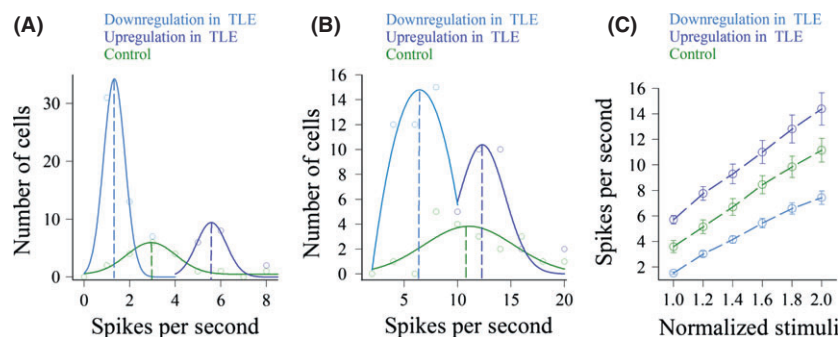 (A)
Downregulation in TLE
Upregulation in TLE
Control
Number of cells
30
20
10
0
0 2 4 6 8
Spikes per second
(B)
Downregulation in TLE
Upregulation in TLE
Control
Number of cells
16
14
12
10
8
6
4
2
0
5 10 15 20
Spikes per second
(C)
Downregulation in TLE
Upregulation in TLE
Control
Spikes per second
16
14
12
10
8
6
4
2
1.0 1.2 1.4 1.6 1.8 2.0
Normalized stimuli